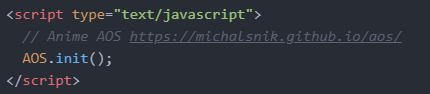 <script type="text/javascript">
// Anime AOS https://michalsnik.github.io/aos/
AOS.init();
</script>